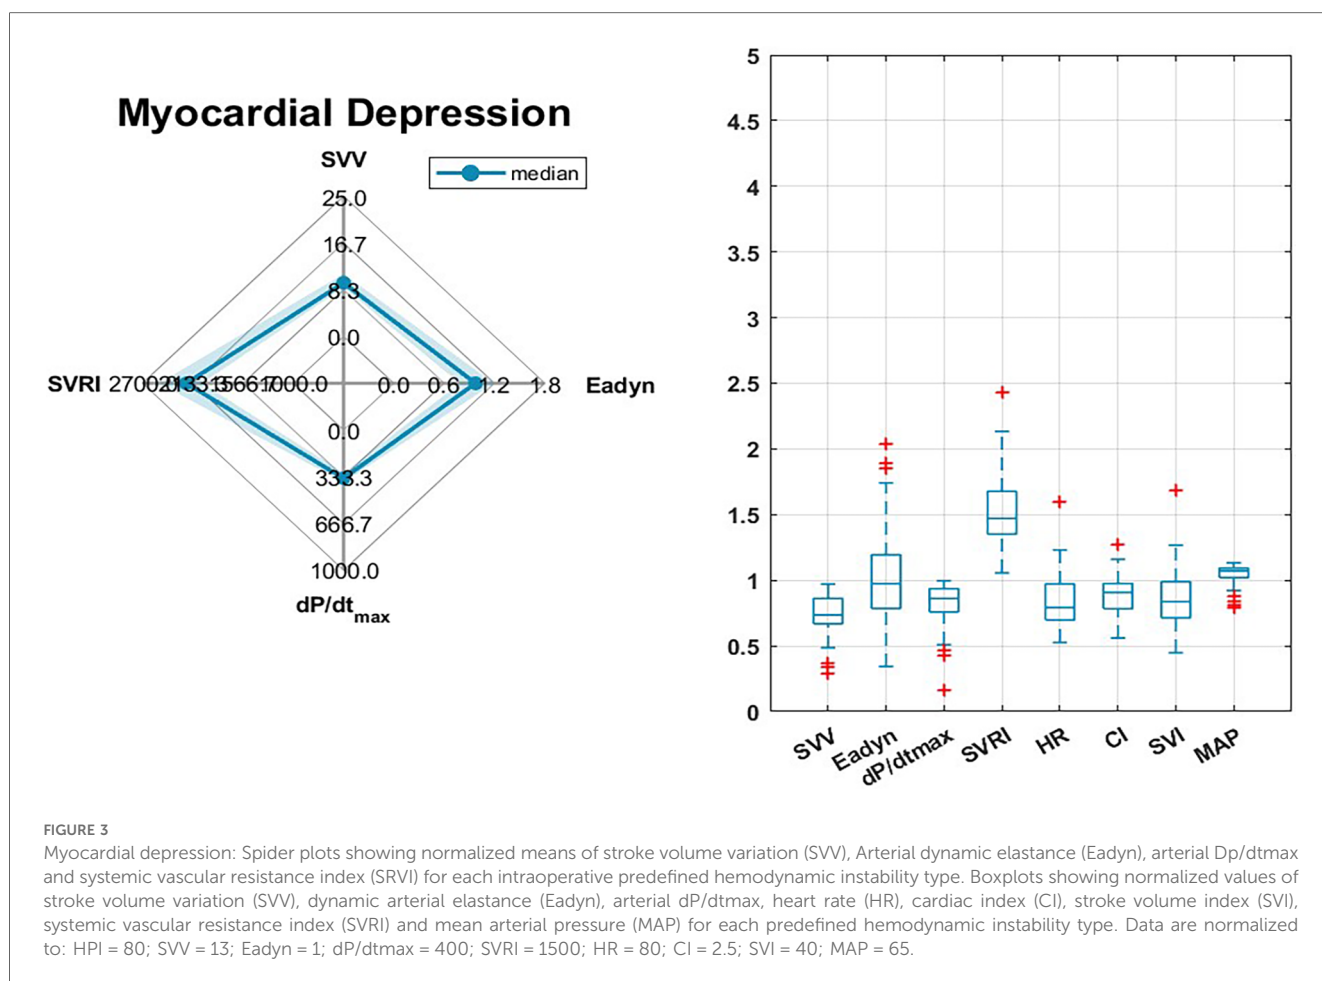 Myocardial Depression
SVV
median
25.0
16.7
8.3
0.0
SVRI 2700.0 2133.3 1566.7 1000.0 0.0 0.6 1.2 1.8 Eadyn
0.0
333.3
666.7
1000.0
dP/dtmax
5
4.5
4
3.5
3
2.5
2
1.5
1
0.5
0
SVV Eadyn dP/dtmax SVRI HR CI SVI MAP
FIGURE 3
Myocardial depression: Spider plots showing normalized means of stroke volume variation (SVV), Arterial dynamic elastance (Eadyn), arterial Dp/dtmax
and systemic vascular resistance index (SRVI) for each intraoperative predefined hemodynamic instability type. Boxplots showing normalized values of
stroke volume variation (SVV), dynamic arterial elastance (Eadyn), arterial dP/dtmax, heart rate (HR), cardiac index (CI), stroke volume index (SVI),
systemic vascular resistance index (SVRI) and mean arterial pressure (MAP) for each predefined hemodynamic instability type. Data are normalized
to: HPI = 80; SVV = 13; Eadyn = 1; dP/dtmax = 400; SVRI = 1500; HR = 80; CI = 2.5; SVI = 40; MAP = 65.